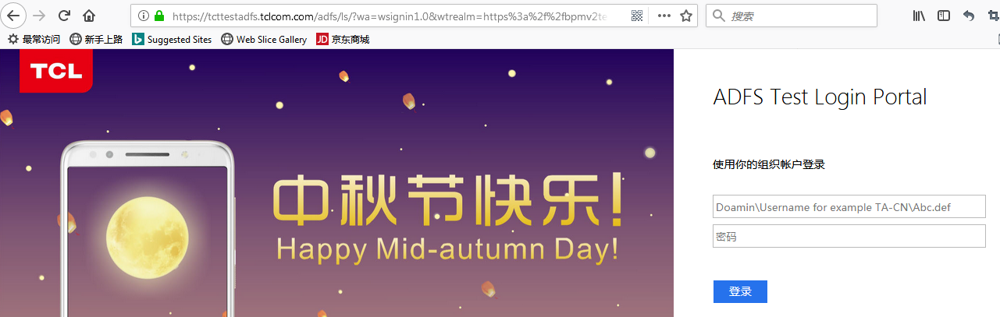 https://tcttestadfs.tclcom.com/adfs/ls/?wa=wsignin1.0&wtrealm=https%3a%2f%2fbpmv2te
搜索
最常访问 新手上路 Suggested Sites Web Slice Gallery JD 京东商城
TCL
ADFS Test Login Portal
使用你的组织帐户登录
中秋节快乐!
Happy Mid-autumn Day!
Doamin\Username for example TA-CN\Abc.def
密码
登录